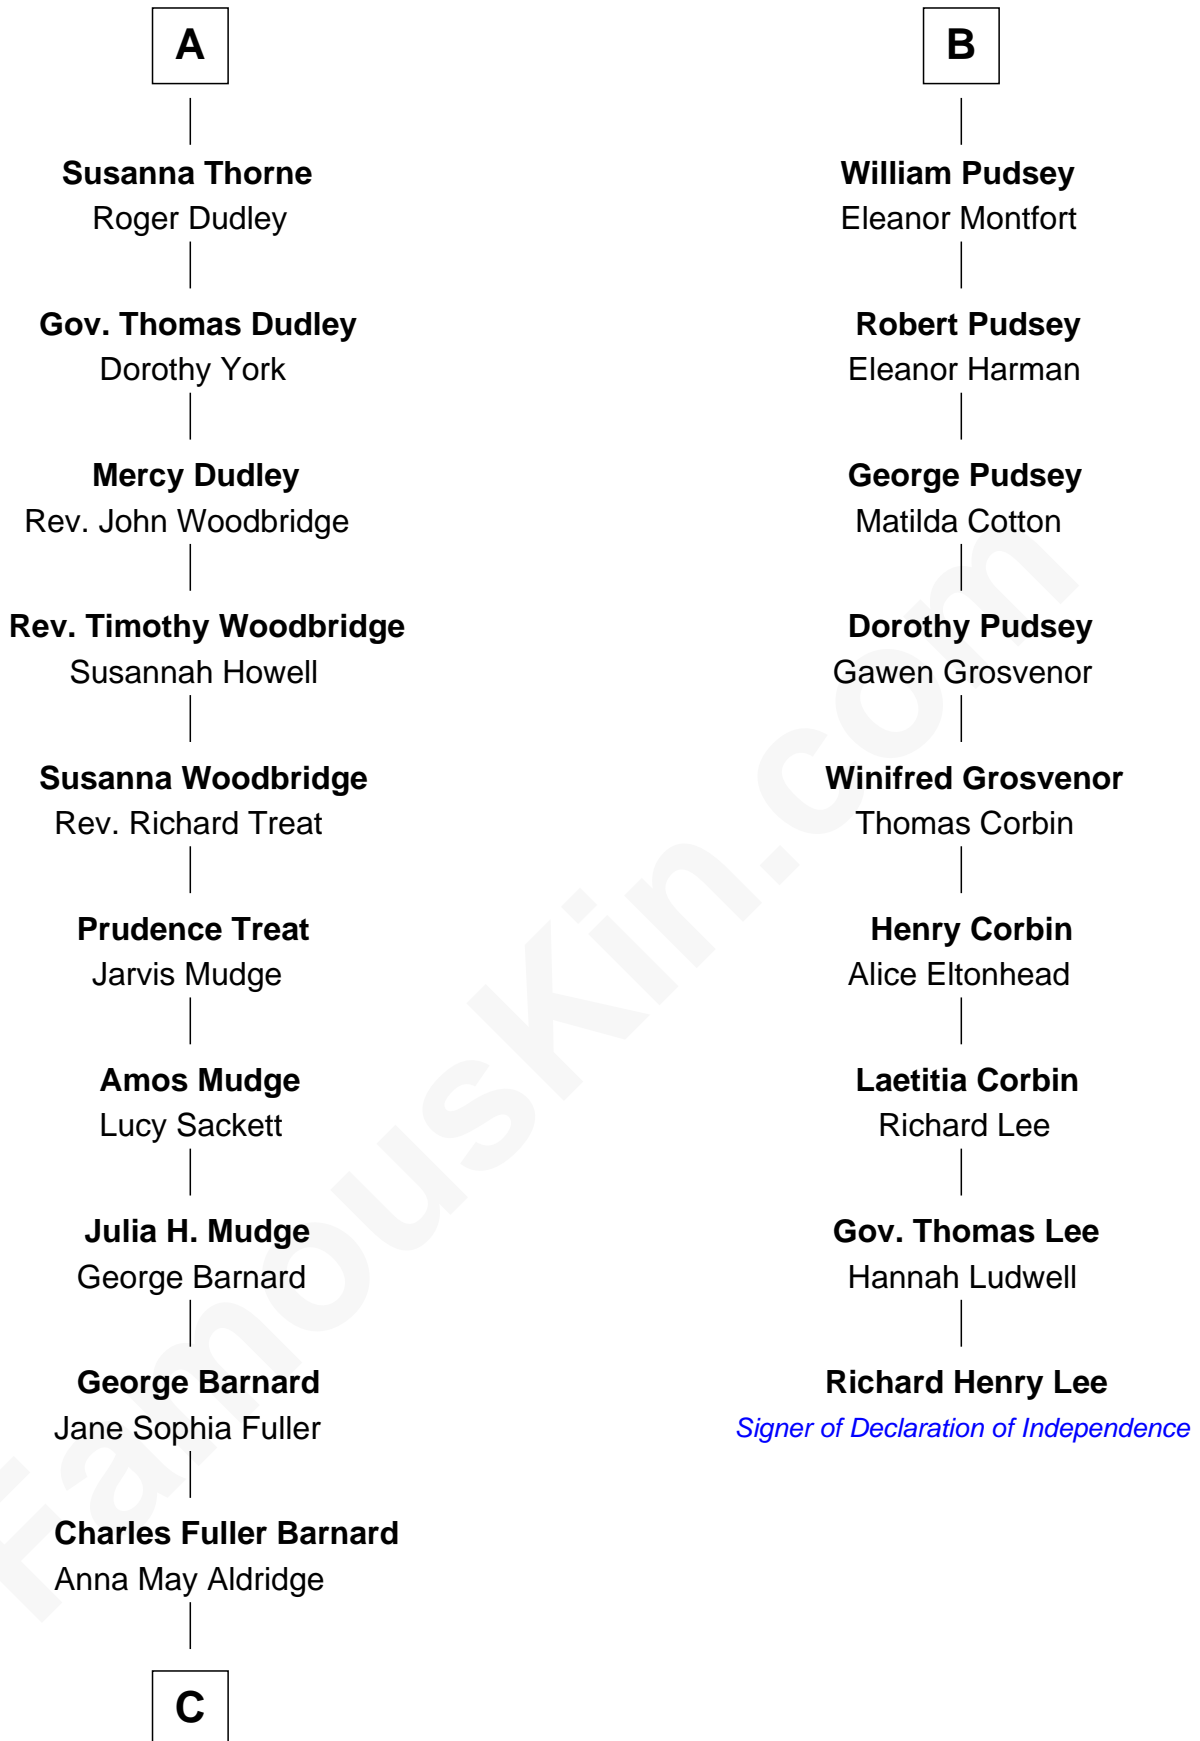 A
Susanna Thorne
Roger Dudley
Gov. Thomas Dudley
Dorothy York
Mercy Dudley
Rev. John Woodbridge
Rev. Timothy Woodbridge
Susannah Howell
Susanna Woodbridge
Rev. Richard Treat
Prudence Treat
Jarvis Mudge
Amos Mudge
Lucy Sackett
Julia H. Mudge
George Barnard
George Barnard
Jane Sophia Fuller
Charles Fuller Barnard
Anna May Aldridge
C
B
William Pudsey
Eleanor Montfort
Robert Pudsey
Eleanor Harman
George Pudsey
Matilda Cotton
Dorothy Pudsey
Gawen Grosvenor
Winifred Grosvenor
Thomas Corbin
Henry Corbin
Alice Eltonhead
Laetitia Corbin
Richard Lee
Gov. Thomas Lee
Hannah Ludwell
Richard Henry Lee
Signer of Declaration of Independence
FamousKin.com